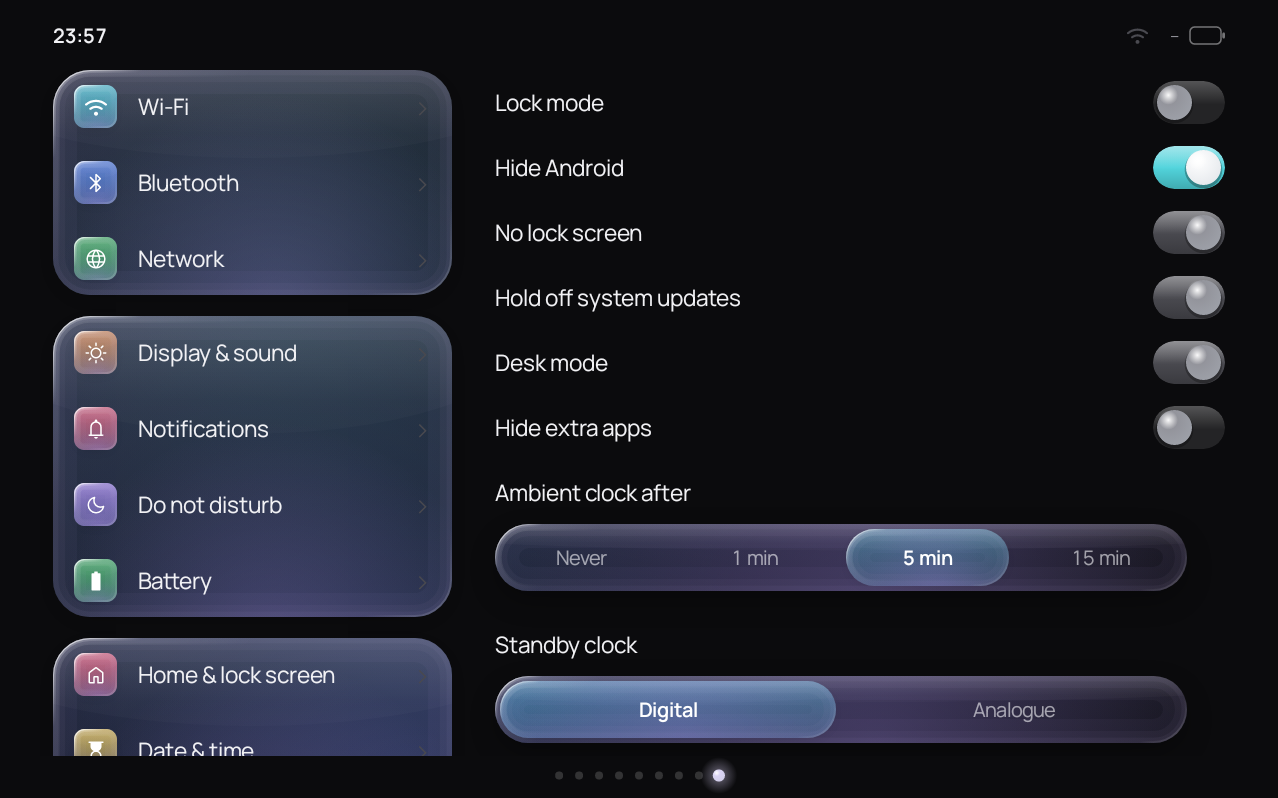 23:57
–
Wi-Fi
Bluetooth
Network
Display & sound
Notifications
Do not disturb
Battery
Home & lock screen
Date & time
Lock mode
Hide Android
No lock screen
Hold off system updates
Desk mode
Hide extra apps
Ambient clock after
Never 1 min 5 min 15 min
Standby clock
Digital Analogue